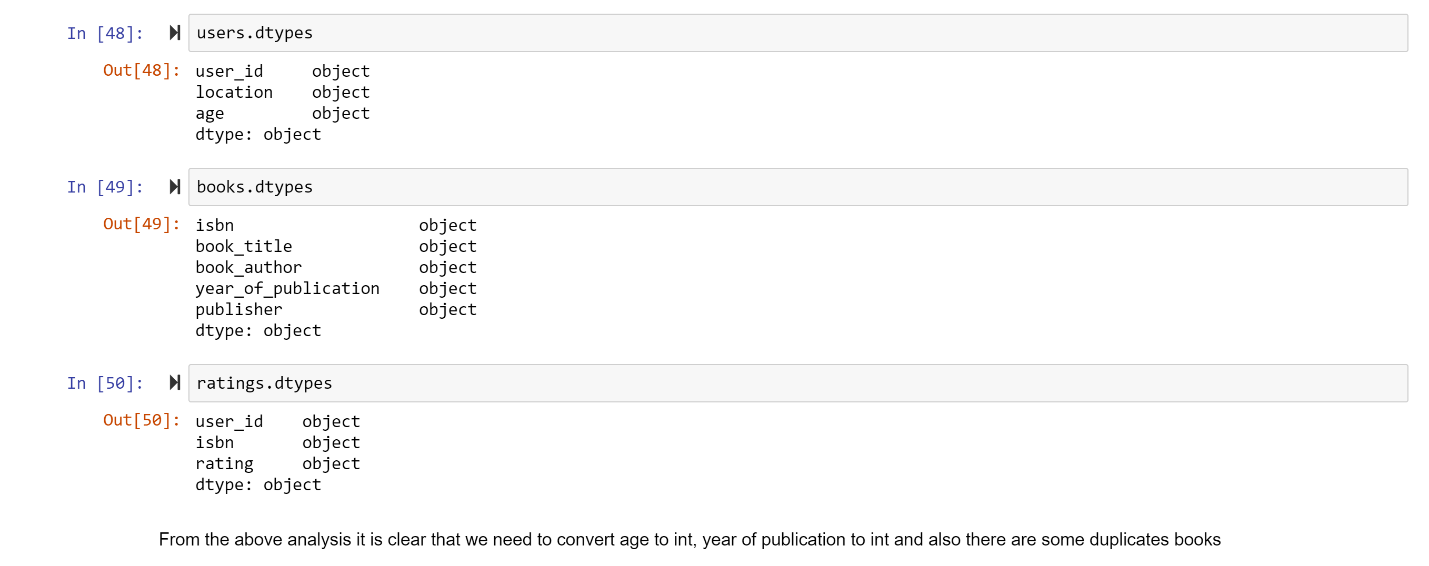 In [48]: users.dtypes
Out[48]: user_id object
location object
age object
dtype: object
In [49]: books.dtypes
Out[49]: isbn object
book_title object
book_author object
year_of_publication object
publisher object
dtype: object
In [50]: ratings.dtypes
Out[50]: user_id object
isbn object
rating object
dtype: object
From the above analysis it is clear that we need to convert age to int, year of publication to int and also there are some duplicates books